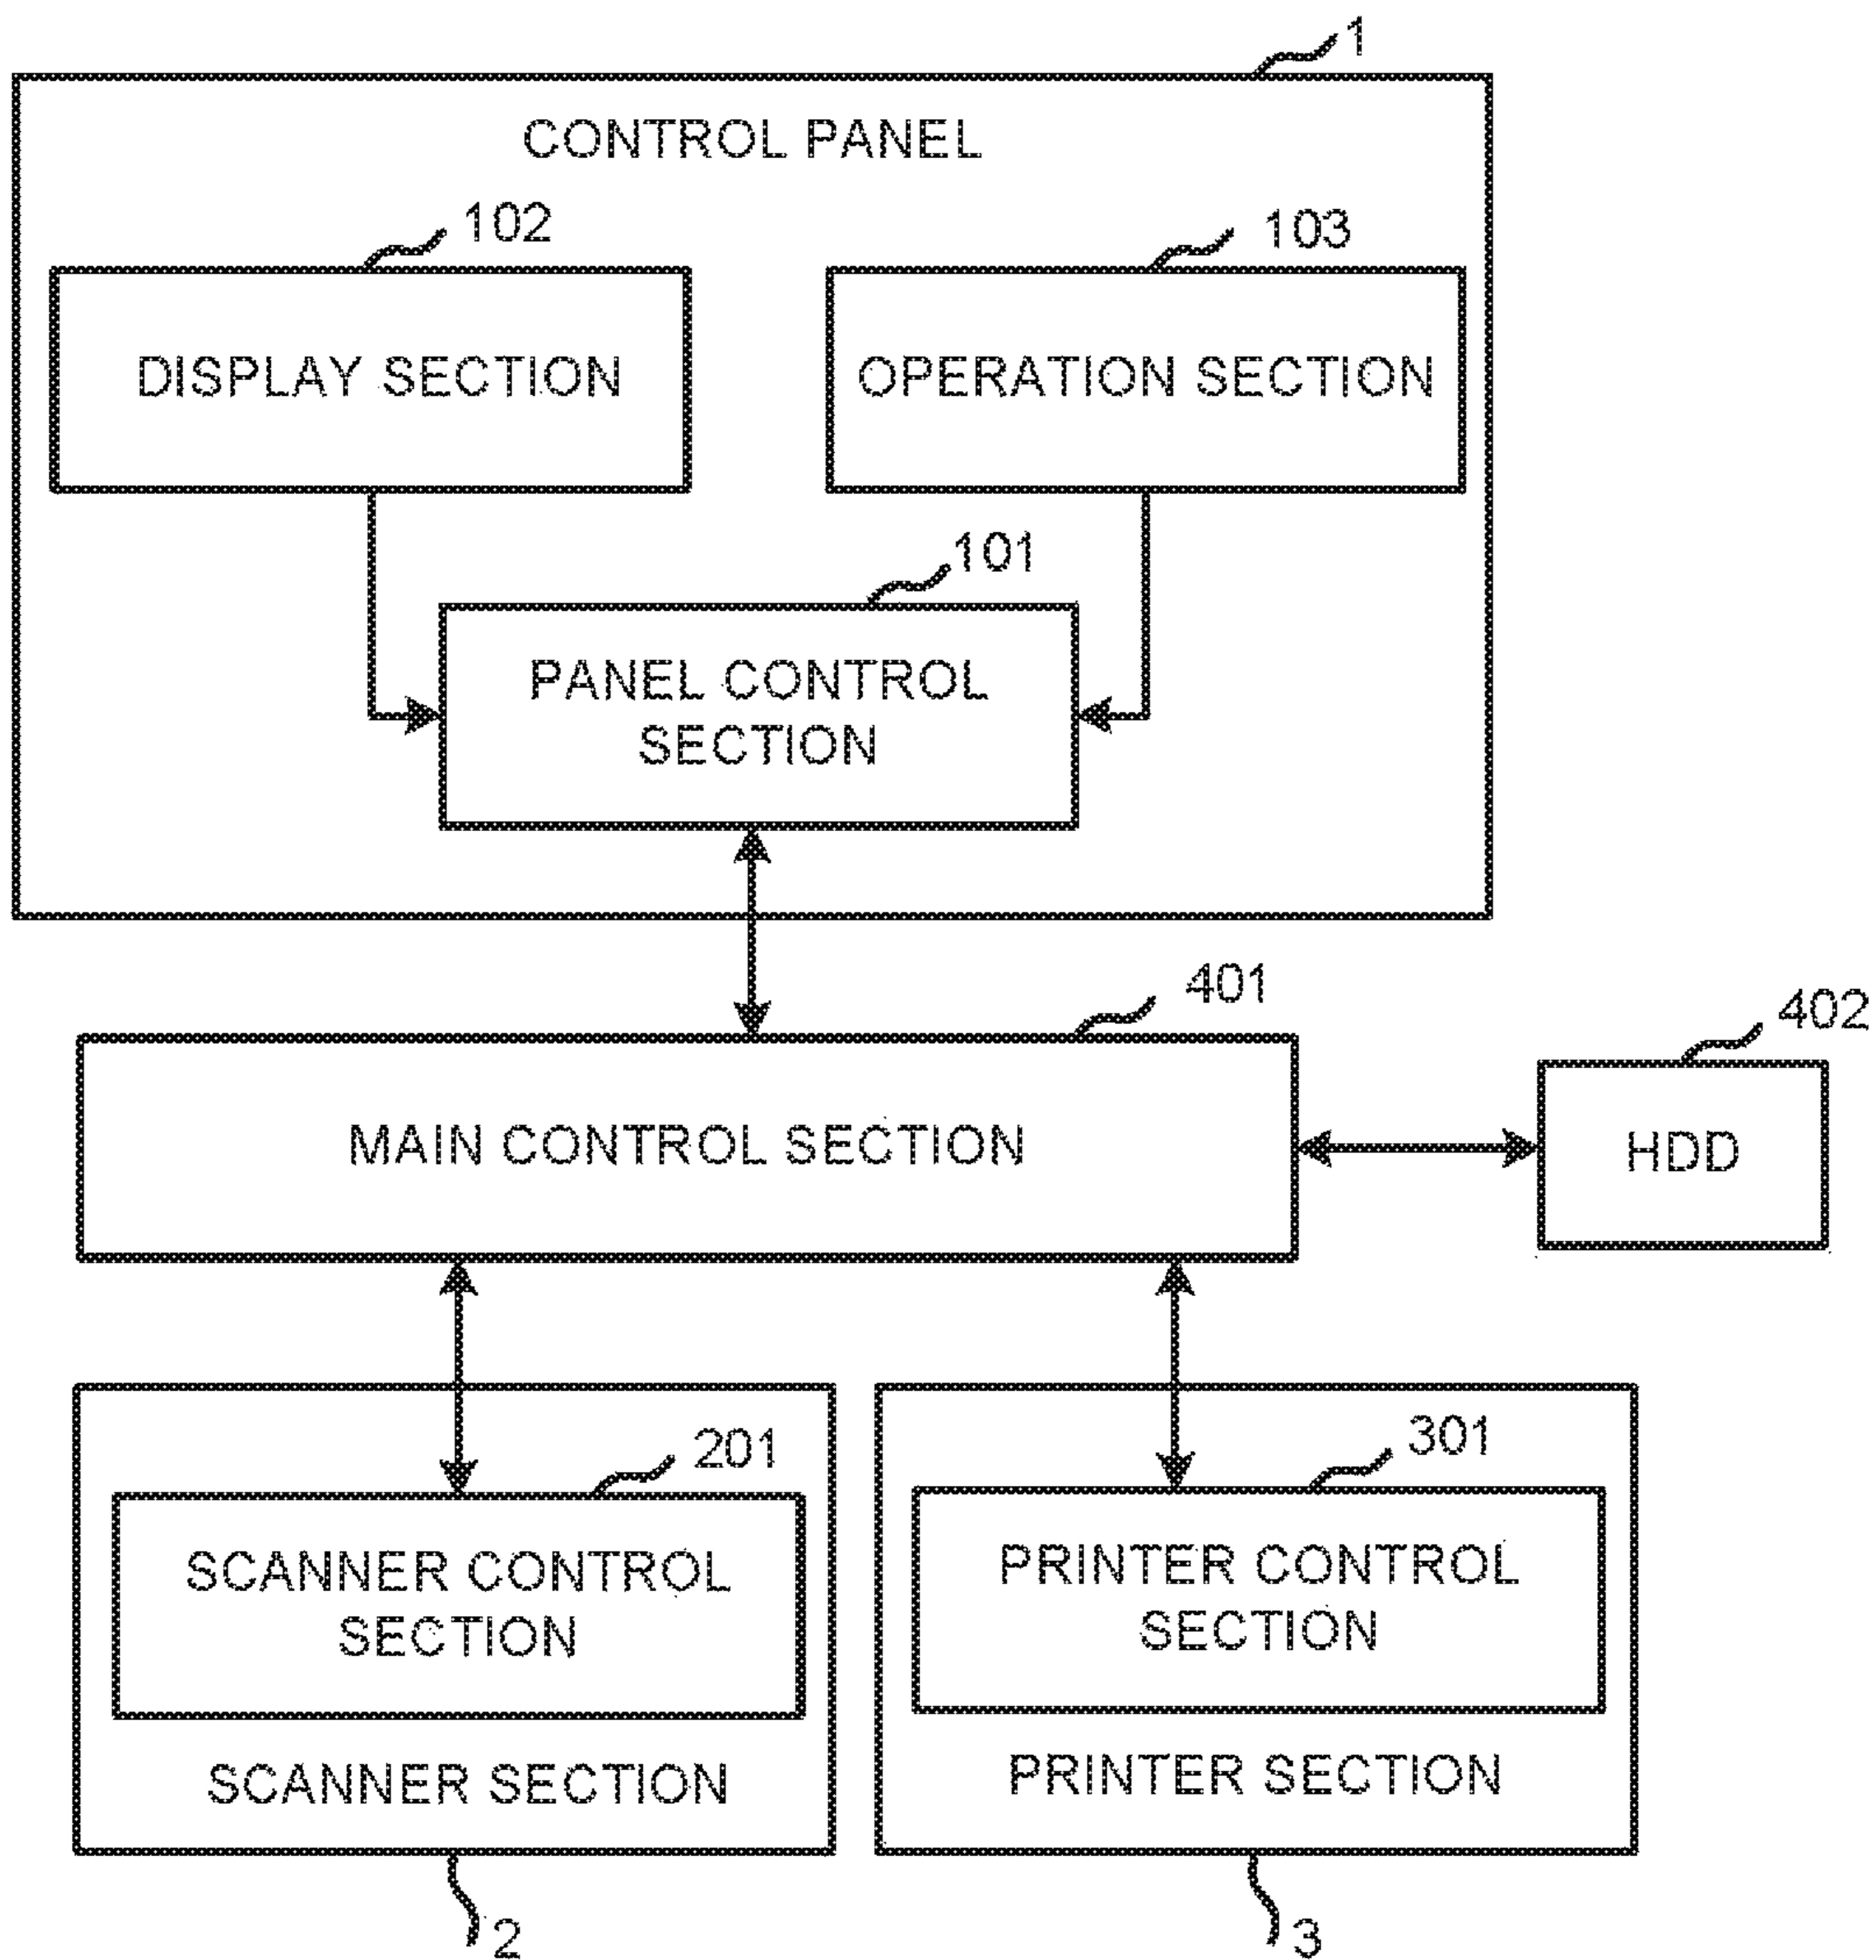 1
CONTROL PANEL
102
103
DISPLAY SECTION
OPERATION SECTION
101
PANEL CONTROL
SECTION
401
402
MAIN CONTROL SECTION
HDD
201
301
SCANNER CONTROL
SECTION
PRINTER CONTROL
SECTION
SCANNER SECTION
PRINTER SECTION
2
3